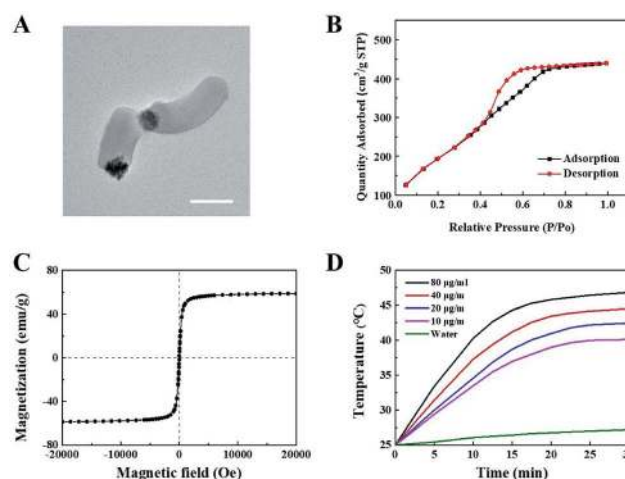 A
B
Quantity Adsorbed (cm³/g STP)
500
400
300
200
100
0.0 0.2 0.4 0.6 0.8 1.0
Adsorption
Desorption
Relative Pressure (P/Po)
C
Magnetization (emu/g)
80
40
0
-40
-80
-20000 -10000 0 10000 20000
Magnetic field (Oe)
D
Temperature (°C)
50
45
40
35
30
25
80 μg/ml
40 μg/m
20 μg/m
10 μg/m
Water
0 5 10 15 20 25 30
Time (min)